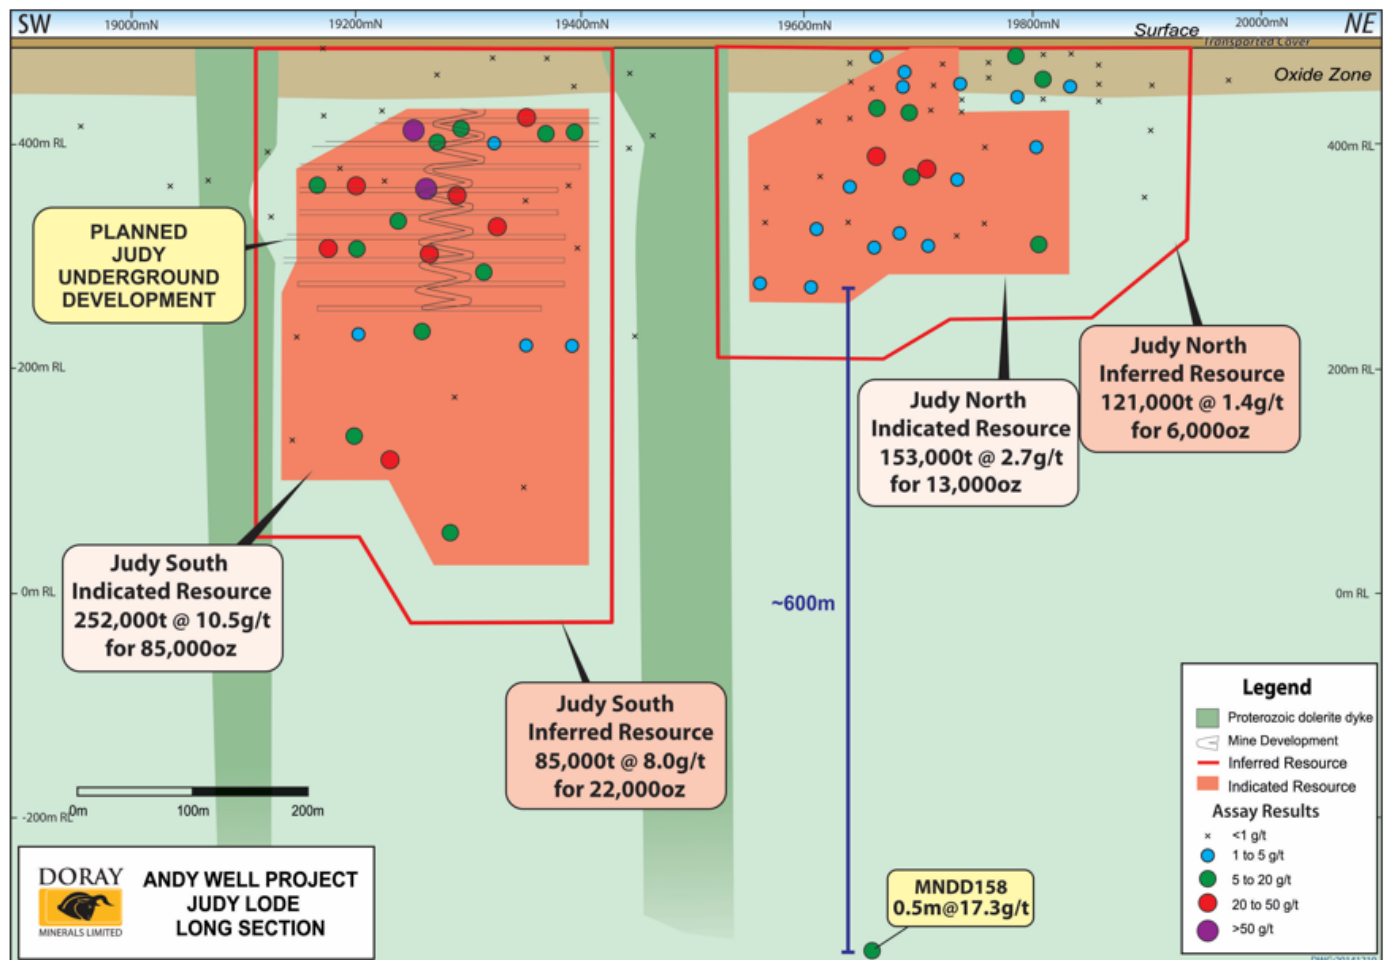 SW
19000mN
19200mN
19400mN
19600mN
19800mN
20000mN
NE
Surface
Transported Cover
Oxide Zone
400m RL
400m RL
PLANNED
JUDY
UNDERGROUND
DEVELOPMENT
200m RL
200m RL
Judy North
Inferred Resource
121,000t @ 1.4g/t
for 6,000oz
Judy North
Indicated Resource
153,000t @ 2.7g/t
for 13,000oz
Judy South
Indicated Resource
252,000t @ 10.5g/t
for 85,000oz
0m RL
0m RL
~600m
Judy South
Inferred Resource
85,000t @ 8.0g/t
for 22,000oz
Legend
Proterozoic dolerite dyke
Mine Development
Inferred Resource
Indicated Resource
Assay Results
<1 g/t
1 to 5 g/t
5 to 20 g/t
20 to 50 g/t
>50 g/t
0m
100m
200m
-200m RL
DORAY
MINERALS LIMITED
ANDY WELL PROJECT
JUDY LODE
LONG SECTION
MNDD158
0.5m@17.3g/t